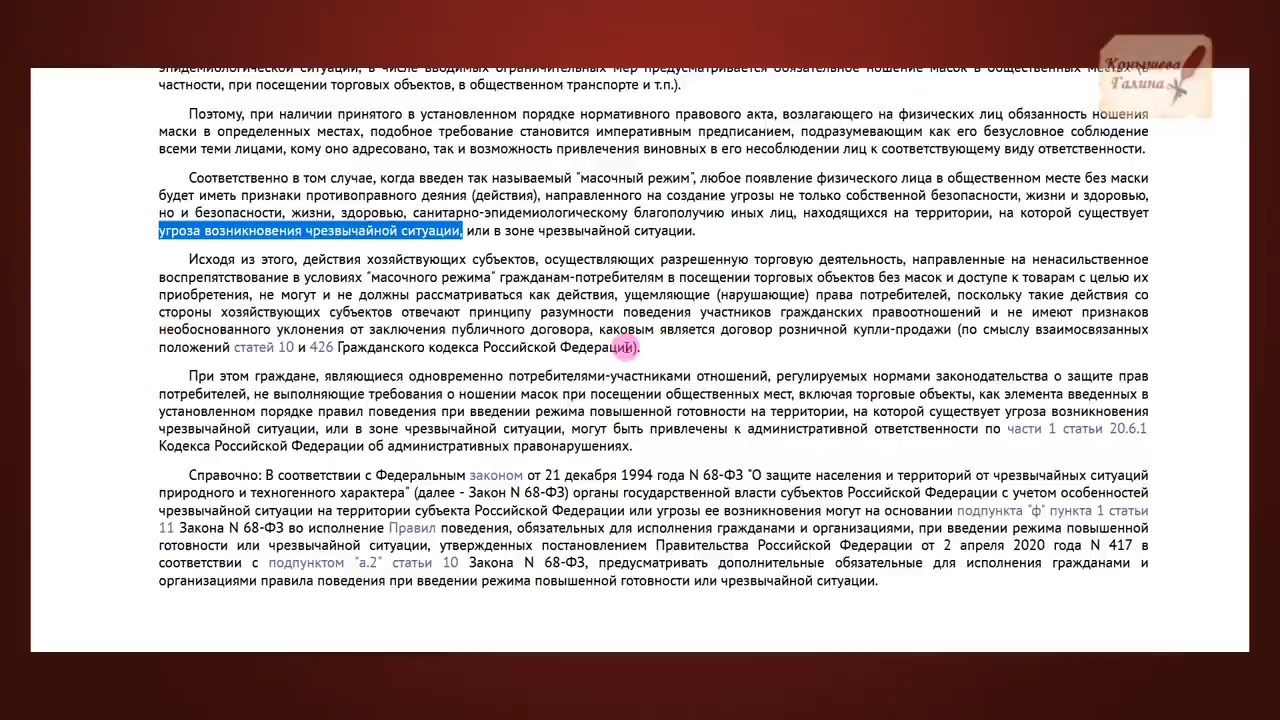 эпидемиологической ситуации, в числе вводимых ограничительных мер предусматривается обязательное ношение масок в общественных местах (в
частности, при посещении торговых объектов, в общественном транспорте и т.п.).
Поэтому, при наличии принятого в установленном порядке нормативного правового акта, возлагающего на физических лиц обязанность ношения
маски в определенных местах, подобное требование становится императивным предписанием, подразумевающим как его безусловное соблюдение
всеми теми лицами, кому оно адресовано, так и возможность привлечения виновных в его несоблюдении лиц к соответствующему виду ответственности.
Соответственно в том случае, когда введен так называемый "масочный режим", любое появление физического лица в общественном месте без маски
будет иметь признаки противоправного деяния (действия), направленного на создание угрозы не только собственной безопасности, жизни и здоровью,
но и безопасности, жизни, здоровью, санитарно-эпидемиологическому благополучию иных лиц, находящихся на территории, на которой существует
угроза возникновения чрезвычайной ситуации, или в зоне чрезвычайной ситуации.
Исходя из этого, действия хозяйствующих субъектов, осуществляющих разрешенную торговую деятельность, направленные на ненасильственное
воспрепятствование в условиях "масочного режима" гражданам-потребителям в посещении торговых объектов без масок и доступе к товарам с целью их
приобретения, не могут и не должны рассматриваться как действия, ущемляющие (нарушающие) права потребителей, поскольку такие действия со
стороны хозяйствующих субъектов отвечают принципу разумности поведения участников гражданских правоотношений и не имеют признаков
необоснованного уклонения от заключения публичного договора, каковым является договор розничной купли-продажи (по смыслу взаимосвязанных
положений статей 10 и 426 Гражданского кодекса Российской Федерации).
При этом граждане, являющиеся одновременно потребителями-участниками отношений, регулируемых нормами законодательства о защите прав
потребителей, не выполняющие требования о ношении масок при посещении общественных мест, включая торговые объекты, как элемента введенных в
установленном порядке правил поведения при введении режима повышенной готовности на территории, на которой существует угроза возникновения
чрезвычайной ситуации, или в зоне чрезвычайной ситуации, могут быть привлечены к административной ответственности по части 1 статьи 20.6.1
Кодекса Российской Федерации об административных правонарушениях.
Справочно: В соответствии с Федеральным законом от 21 декабря 1994 года N 68-ФЗ "О защите населения и территорий от чрезвычайных ситуаций
природного и техногенного характера" (далее - Закон N 68-ФЗ) органы государственной власти субъектов Российской Федерации с учетом особенностей
чрезвычайной ситуации на территории субъекта Российской Федерации или угрозы ее возникновения могут на основании подпункта "ф" пункта 1 статьи
11 Закона N 68-ФЗ во исполнение Правил поведения, обязательных для исполнения гражданами и организациями, при введении режима повышенной
готовности или чрезвычайной ситуации, утвержденных постановлением Правительства Российской Федерации от 2 апреля 2020 года N 417 в
соответствии с подпунктом "а.2" статьи 10 Закона N 68-ФЗ, предусматривать дополнительные обязательные для исполнения гражданами и
организациями правила поведения при введении режима повышенной готовности или чрезвычайной ситуации.
Конышева
Галина